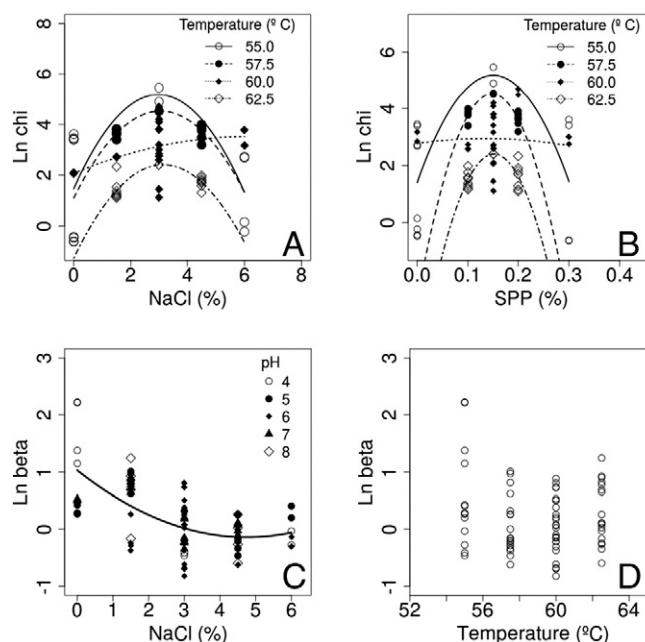 Temperature (º C)
55.0
57.5
60.0
62.5
Ln chi
8
6
4
2
0
0 2 4 6 8
NaCl (%)
A
Temperature (º C)
55.0
57.5
60.0
62.5
Ln chi
6
4
2
0
0.0 0.1 0.2 0.3 0.4
SPP (%)
B
pH
4
5
6
7
8
Ln beta
3
2
1
0
-1
0 1 2 3 4 5 6
NaCl (%)
C
Ln beta
3
2
1
0
-1
52 56 60 64
Temperature (ºC)
D